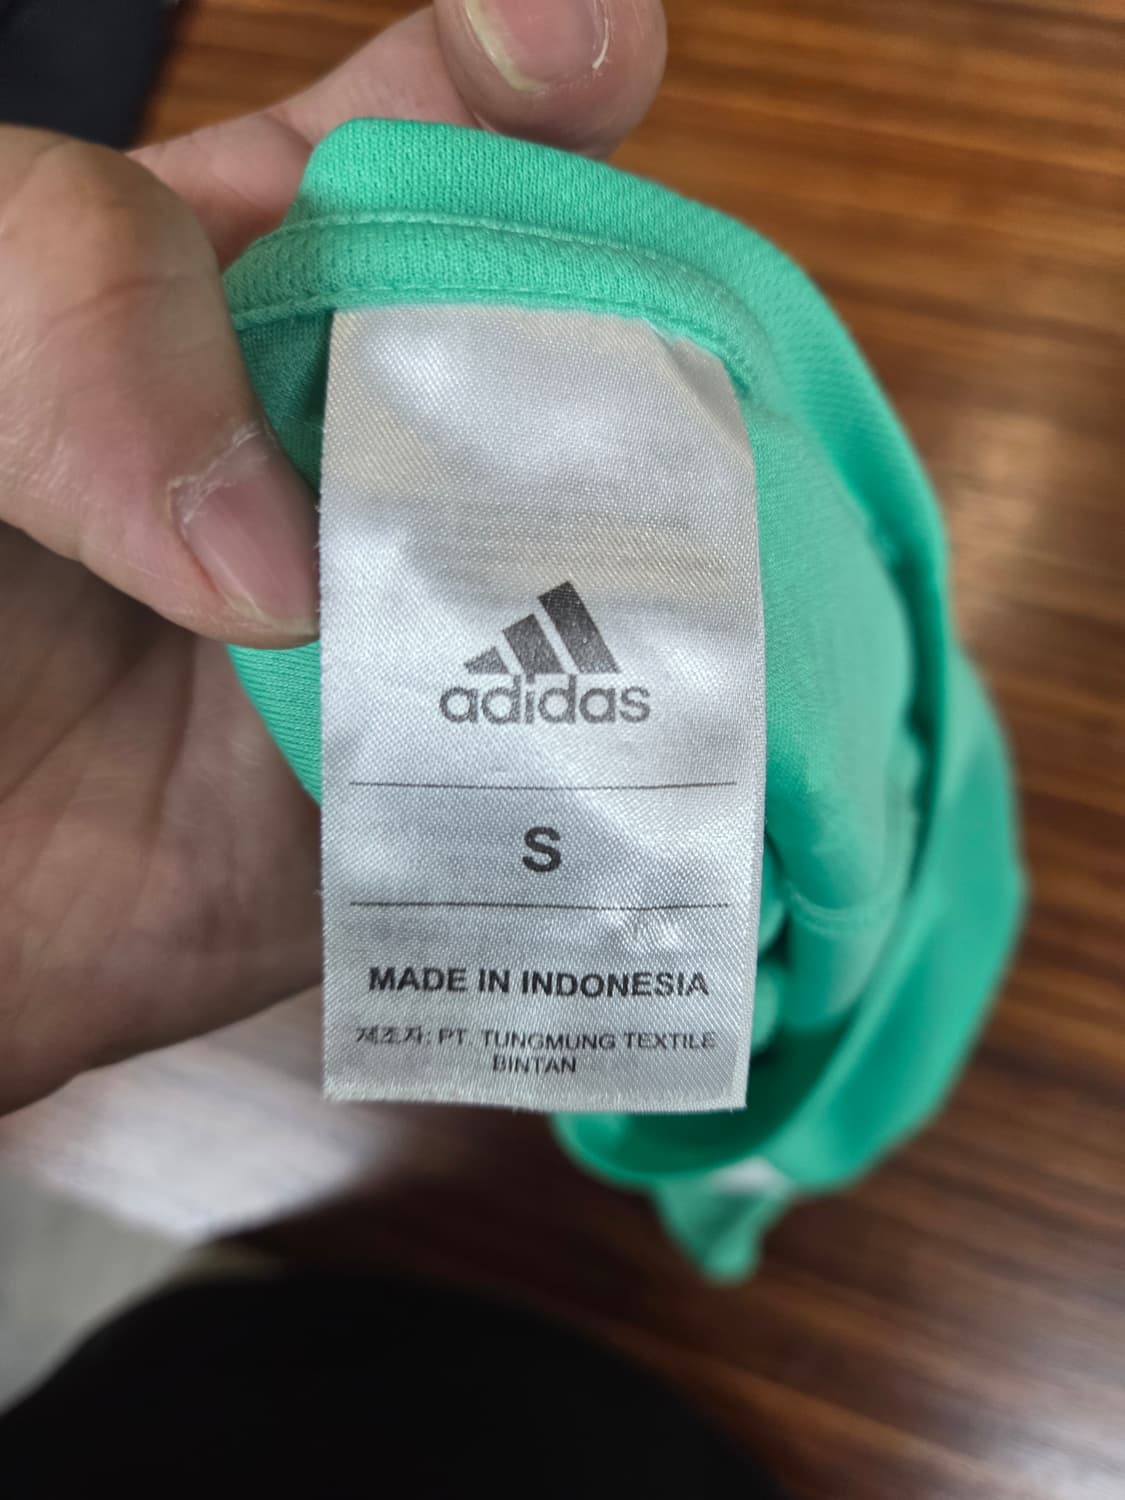 adidas
S
MADE IN INDONESIA
제조자: PT. TUNGMUNG TEXTILE
BINTAN